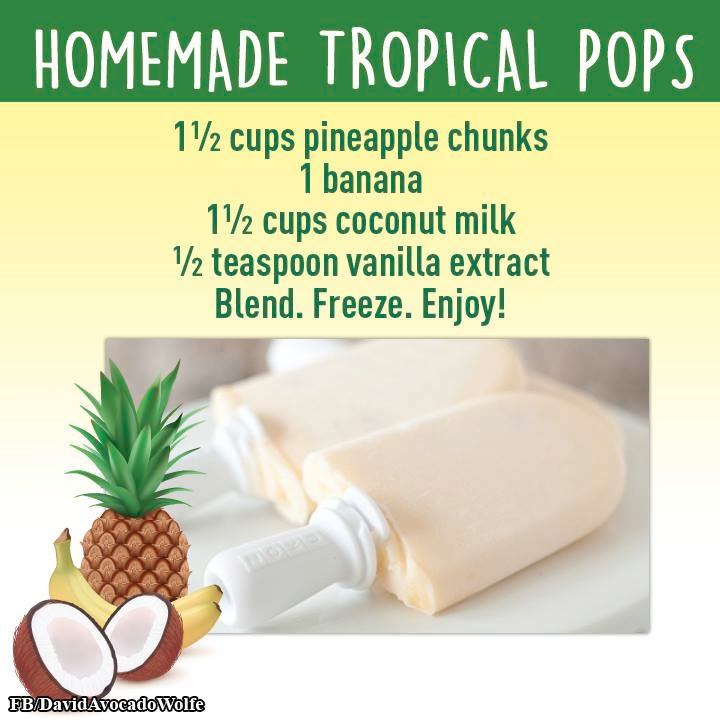 HOMEMADE TROPICAL POPS
1½ cups pineapple chunks
1 banana
1½ cups coconut milk
½ teaspoon vanilla extract
Blend. Freeze. Enjoy!
ZOKU
FB/DavidAvocadoWolfe